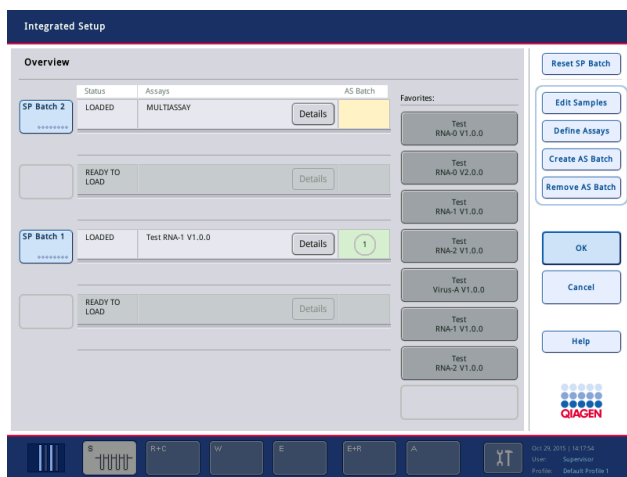 Integrated Setup
Overview
Status Assays AS Batch
SP Batch 2 LOADED MULTIASSAY Details
READY TO LOAD Details
SP Batch 1 LOADED Test RNA-1 V1.0.0 Details 1
READY TO LOAD Details
Favorites:
Test
RNA-0 V1.0.0
Test
RNA-0 V2.0.0
Test
RNA-1 V1.0.0
Test
RNA-2 V1.0.0
Test
Virus-A V1.0.0
Test
RNA-1 V1.0.0
Test
RNA-2 V1.0.0
Reset SP Batch
Edit Samples
Define Assays
Create AS Batch
Remove AS Batch
OK
Cancel
Help
QIAGEN
S R+C W E E+R A
Oct 29, 2015 | 14:17:54
User: Supervisor
Profile: Default Profile 1